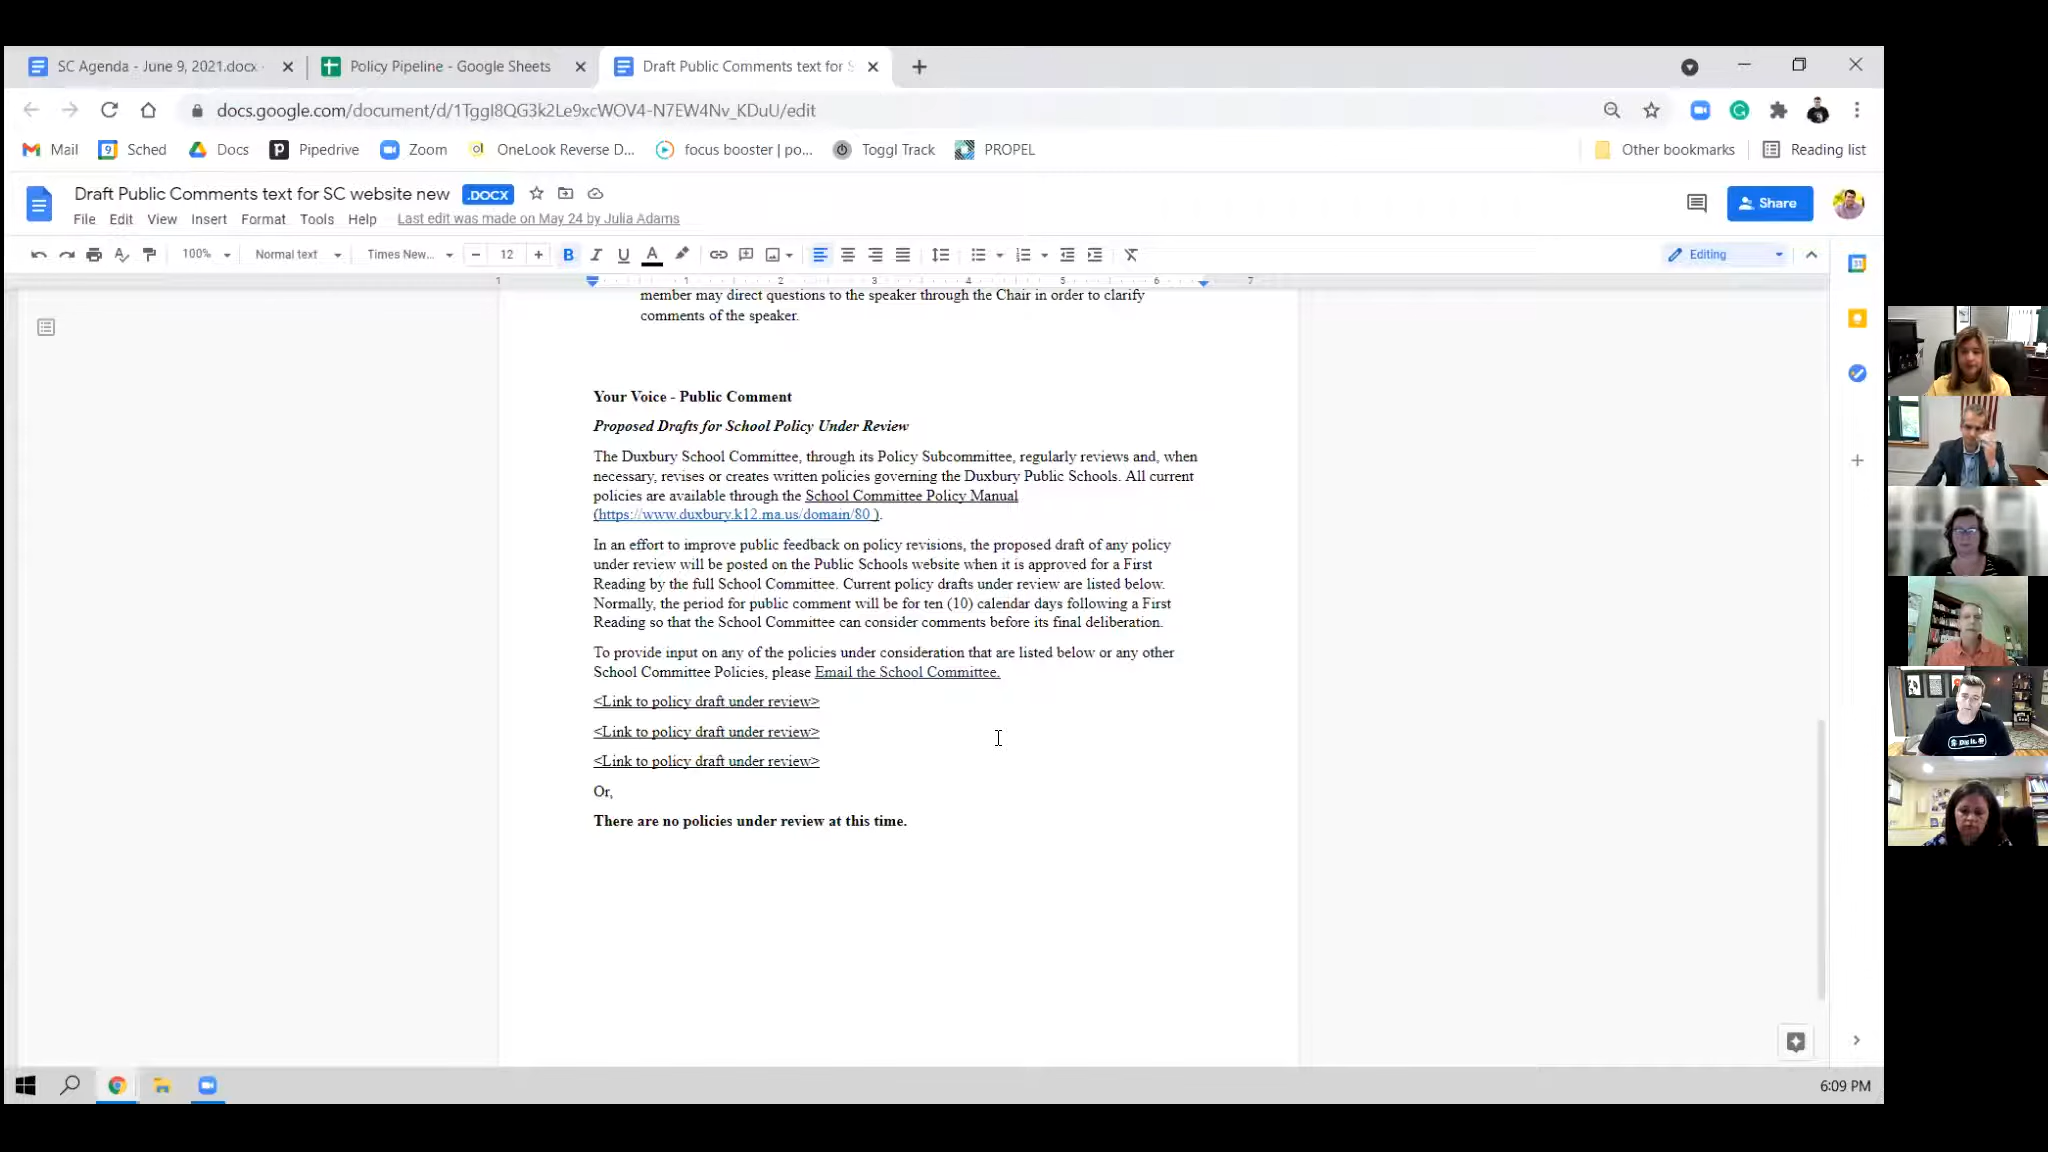 SC Agenda - June 9, 2021.docx
Policy Pipeline - Google Sheets
Draft Public Comments text for S
docs.google.com/document/d/1TggI8QG3k2Le9xcWOV4-N7EW4Nv_KDuU/edit
Mail
Sched
Docs
Pipedrive
Zoom
OneLook Reverse D...
focus booster | po...
Toggl Track
PROPEL
Other bookmarks
Reading list
Draft Public Comments text for SC website new
.DOCX
Share
File Edit View Insert Format Tools Help Last edit was made on May 24 by Julia Adams
100% Normal text Times New... 12 B I U A Editing
1 1 2 3 4 5 6 7
member may direct questions to the speaker through the Chair in order to clarify
comments of the speaker.
Your Voice - Public Comment
Proposed Drafts for School Policy Under Review
The Duxbury School Committee, through its Policy Subcommittee, regularly reviews and, when
necessary, revises or creates written policies governing the Duxbury Public Schools. All current
policies are available through the School Committee Policy Manual
(https://www.duxbury.k12.ma.us/domain/80 ).
In an effort to improve public feedback on policy revisions, the proposed draft of any policy
under review will be posted on the Public Schools website when it is approved for a First
Reading by the full School Committee. Current policy drafts under review are listed below.
Normally, the period for public comment will be for ten (10) calendar days following a First
Reading so that the School Committee can consider comments before its final deliberation.
To provide input on any of the policies under consideration that are listed below or any other
School Committee Policies, please Email the School Committee.
<Link to policy draft under review>
<Link to policy draft under review>
<Link to policy draft under review>
Or,
There are no policies under review at this time.
Dig in.
6:09 PM